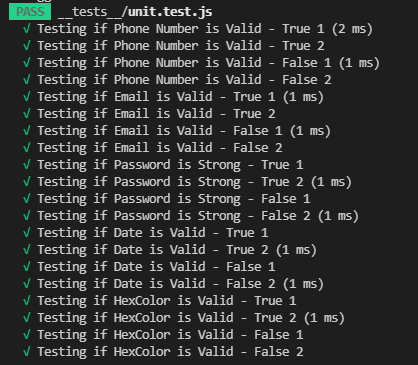 PASS __tests__/unit.test.js
√ Testing if Phone Number is Valid - True 1 (2 ms)
√ Testing if Phone Number is Valid - True 2
√ Testing if Phone Number is Valid - False 1 (1 ms)
√ Testing if Phone Number is Valid - False 2
√ Testing if Email is Valid - True 1 (1 ms)
√ Testing if Email is Valid - True 2
√ Testing if Email is Valid - False 1 (1 ms)
√ Testing if Email is Valid - False 2
√ Testing if Password is Strong - True 1
√ Testing if Password is Strong - True 2 (1 ms)
√ Testing if Password is Strong - False 1
√ Testing if Password is Strong - False 2 (1 ms)
√ Testing if Date is Valid - True 1
√ Testing if Date is Valid - True 2 (1 ms)
√ Testing if Date is Valid - False 1
√ Testing if Date is Valid - False 2 (1 ms)
√ Testing if HexColor is Valid - True 1
√ Testing if HexColor is Valid - True 2 (1 ms)
√ Testing if HexColor is Valid - False 1
√ Testing if HexColor is Valid - False 2